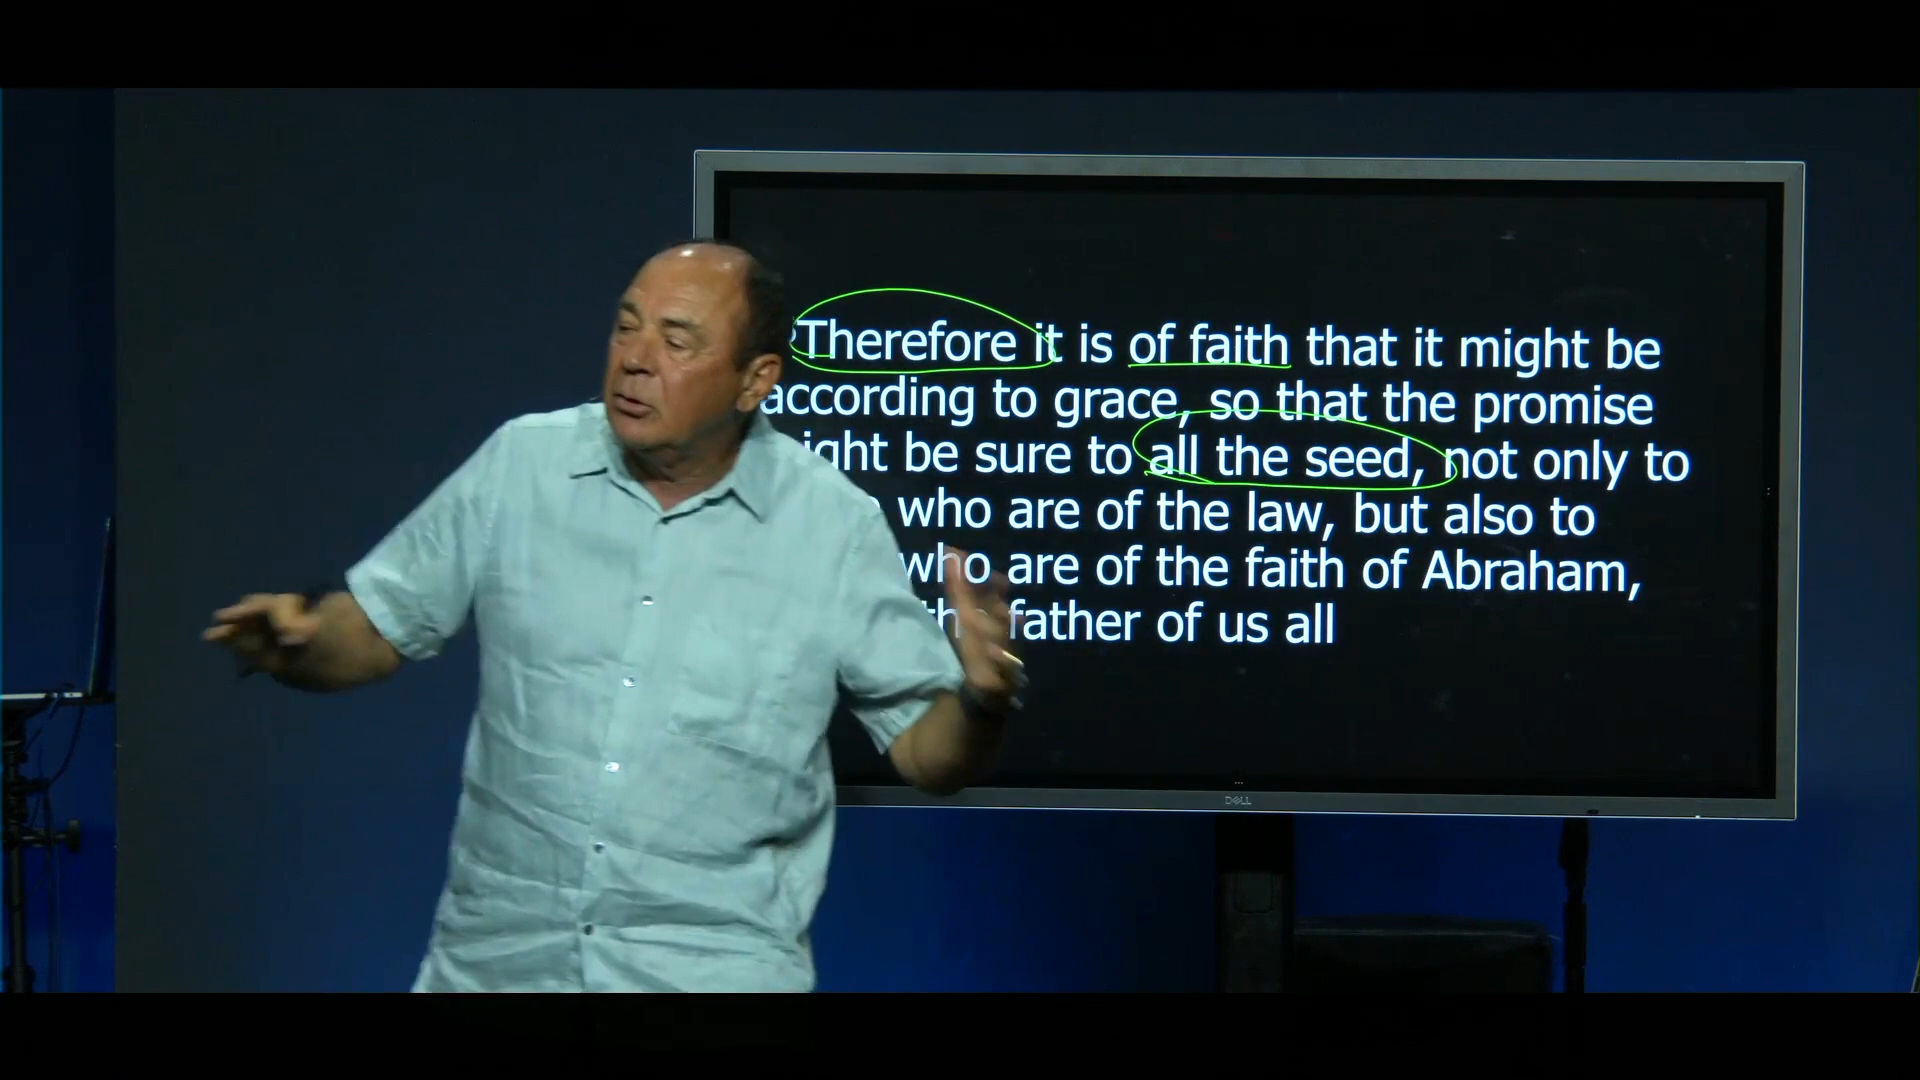 Therefore it is of faith that it might be
according to grace, so that the promise
be sure to all the seed, not only to
who are of the law, but also to
who are of the faith of Abraham,
father of us all
DELL